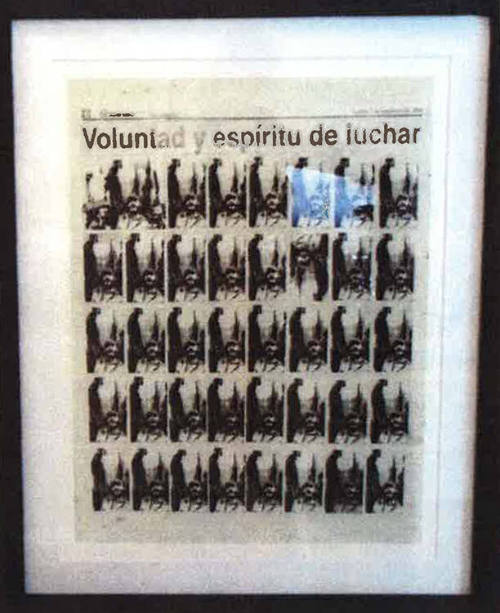 Voluntad y espíritu de luchar